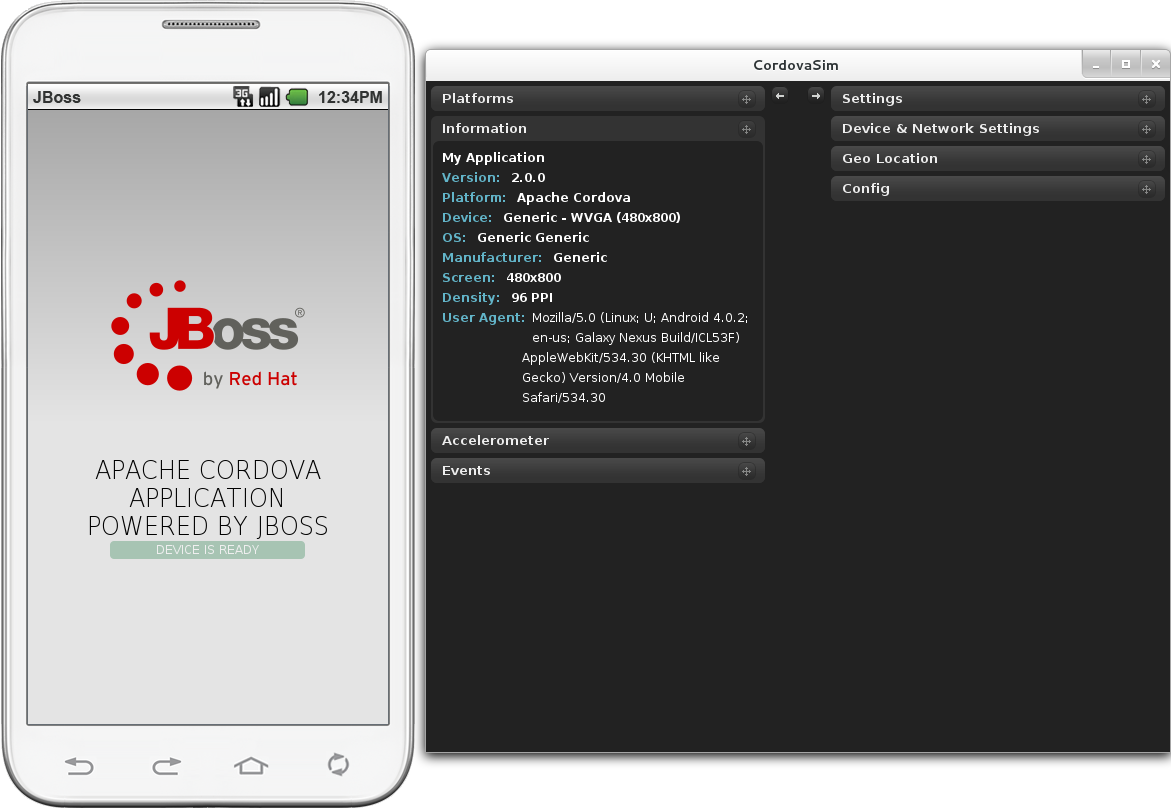 JBoss 3G 12:34PM
JBoss®
by Red Hat
APACHE CORDOVA
APPLICATION
POWERED BY JBOSS
DEVICE IS READY
CordovaSim
Platforms
Information
My Application
Version: 2.0.0
Platform: Apache Cordova
Device: Generic - WVGA (480x800)
OS: Generic Generic
Manufacturer: Generic
Screen: 480x800
Density: 96 PPI
User Agent: Mozilla/5.0 (Linux; U; Android 4.0.2;
en-us; Galaxy Nexus Build/ICL53F)
AppleWebKit/534.30 (KHTML like
Gecko) Version/4.0 Mobile
Safari/534.30
Accelerometer
Events
Settings
Device & Network Settings
Geo Location
Config